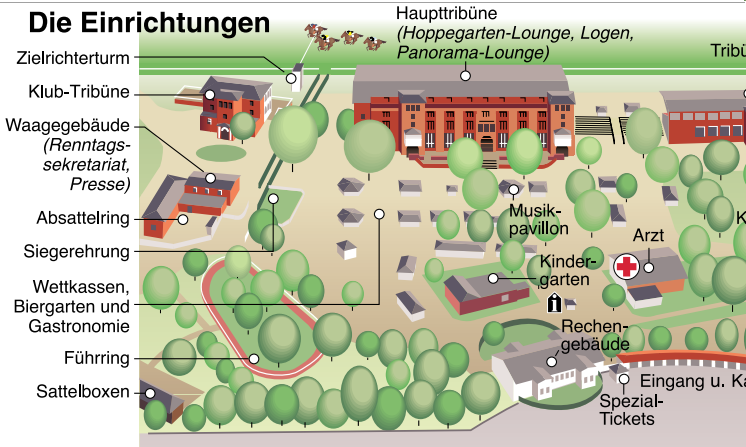 Die Einrichtungen
Haupttribüne
(Hoppegarten-Lounge, Logen,
Panorama-Lounge)
Zielrichterturm
Klub-Tribüne
Waagegebäude
(Renntags-
sekretariat,
Presse)
Absattelring
Siegerehrung
Wettkassen,
Biergarten und
Gastronomie
Führring
Sattelboxen
Musik-
pavillon
Kinder-
garten
Arzt
i
Rechen-
gebäude
Eingang u.
Spezial-
Tickets